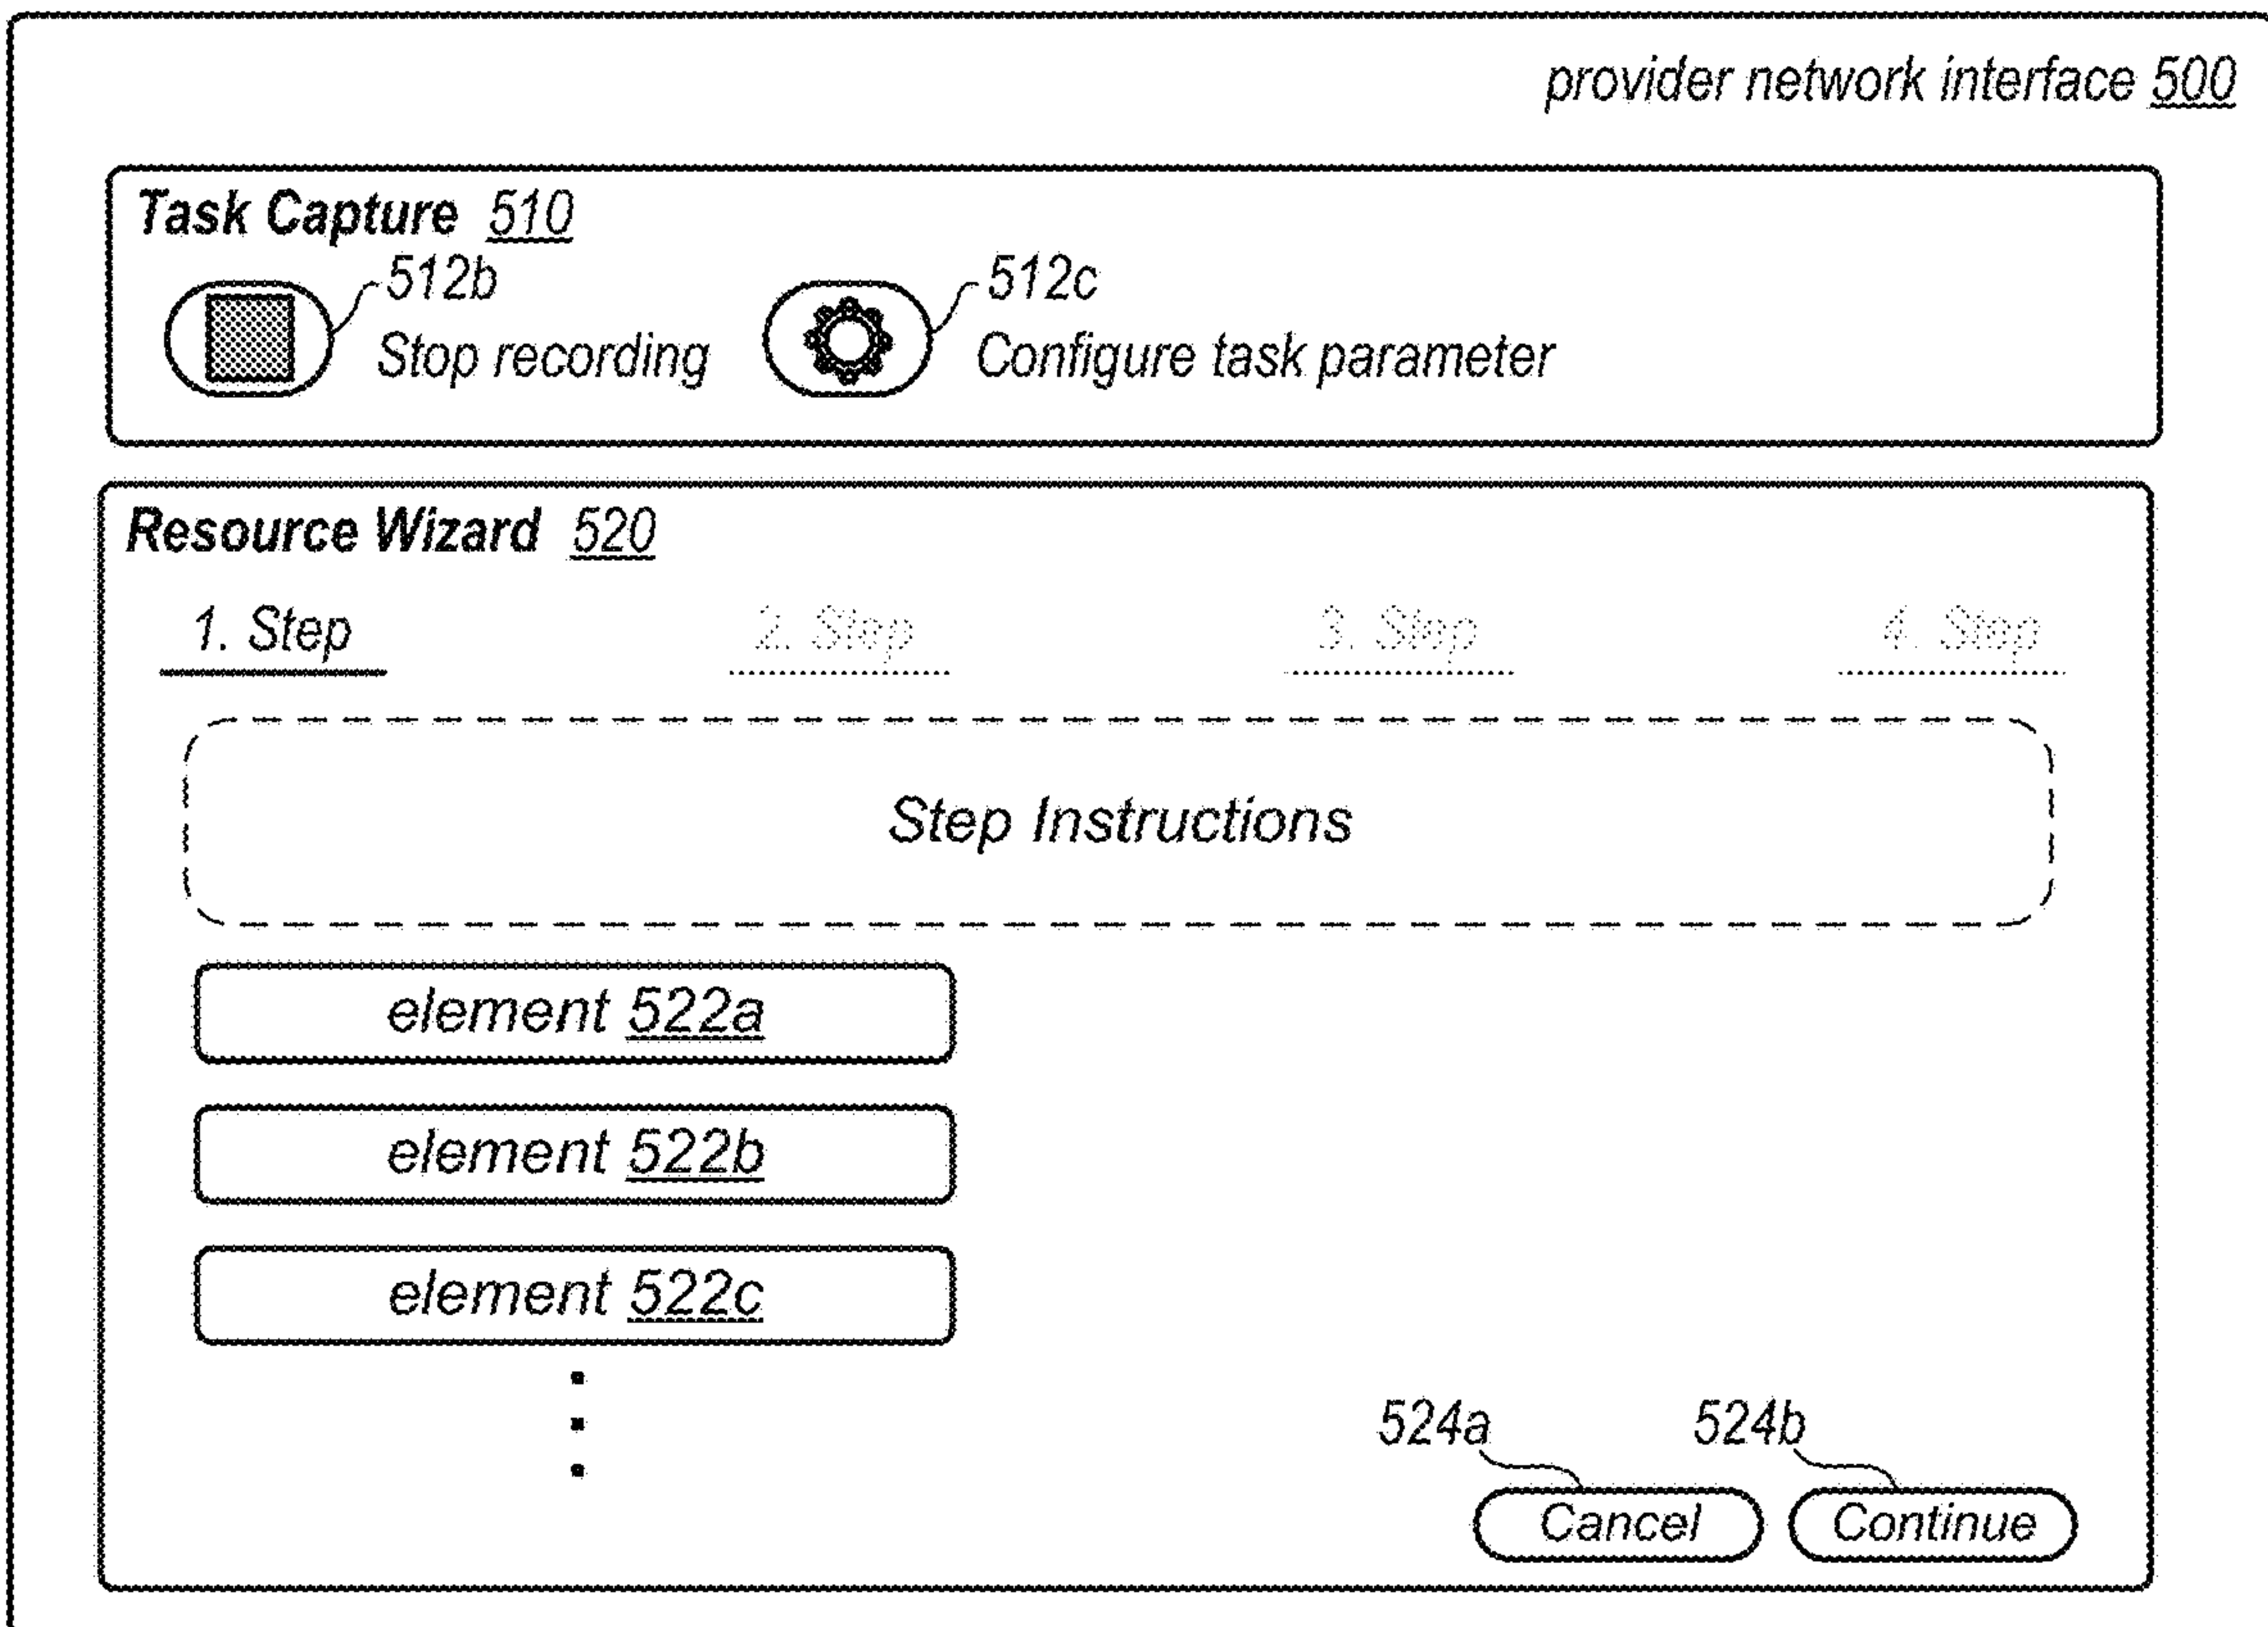 provider network interface 500
Task Capture 510
512b
Stop recording
512c
Configure task parameter
Resource Wizard 520
1. Step 2. Step 3. Step 4. Step
Step Instructions
element 522a
element 522b
element 522c
524a 524b
Cancel Continue